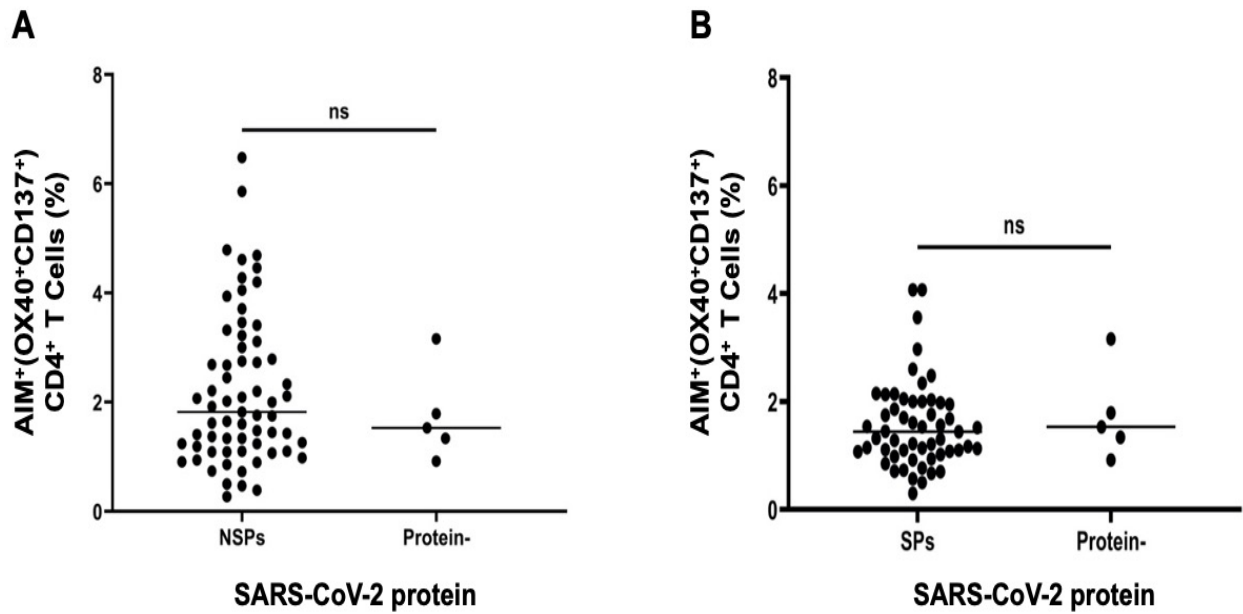 A
AIM⁺(OX40⁺CD137⁺)
CD4⁺ T Cells (%)
8
6
4
2
0
ns
NSPs
Protein-
SARS-CoV-2 protein
B
AIM⁺(OX40⁺CD137⁺)
CD4⁺ T Cells (%)
8
6
4
2
0
ns
SPs
Protein-
SARS-CoV-2 protein